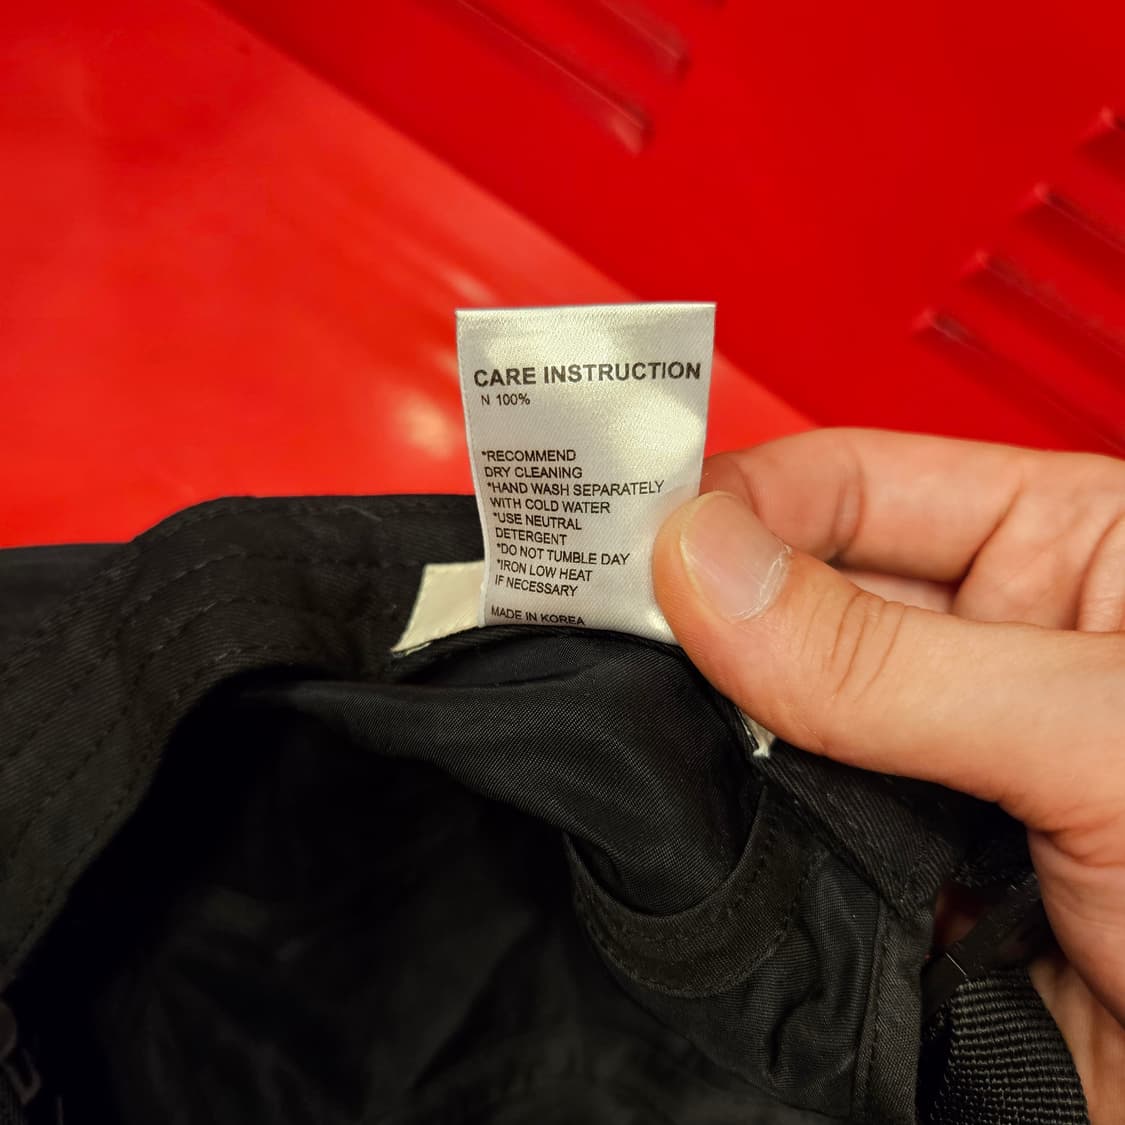 CARE INSTRUCTION
N 100%
*RECOMMEND
DRY CLEANING
*HAND WASH SEPARATELY
WITH COLD WATER
*USE NEUTRAL
DETERGENT
*DO NOT TUMBLE DAY
*IRON LOW HEAT
IF NECESSARY
MADE IN KOREA